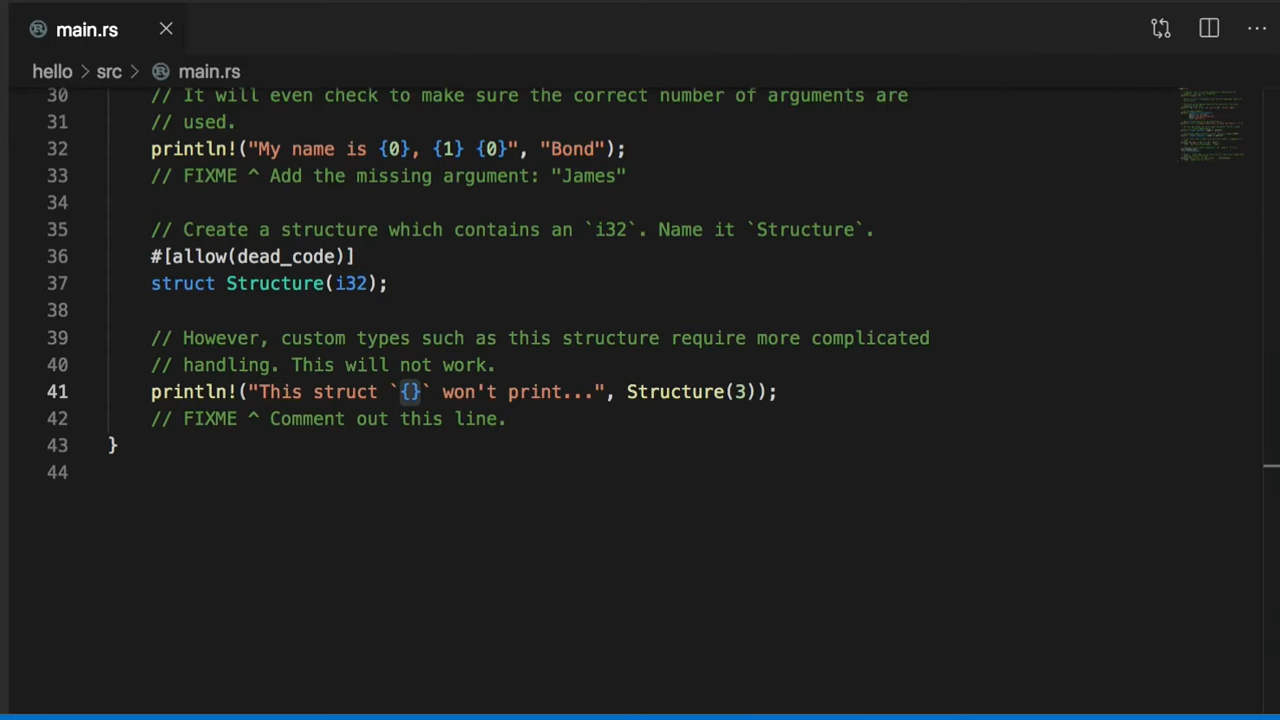 main.rs
hello > src > main.rs
30 // It will even check to make sure the correct number of arguments are
31 // used.
32 println!("My name is {0}, {1} {0}", "Bond");
33 // FIXME ^ Add the missing argument: "James"
34
35 // Create a structure which contains an `i32`. Name it `Structure`.
36 #[allow(dead_code)]
37 struct Structure(i32);
38
39 // However, custom types such as this structure require more complicated
40 // handling. This will not work.
41 println!("This struct `{}` won't print...", Structure(3));
42 // FIXME ^ Comment out this line.
43 }
44